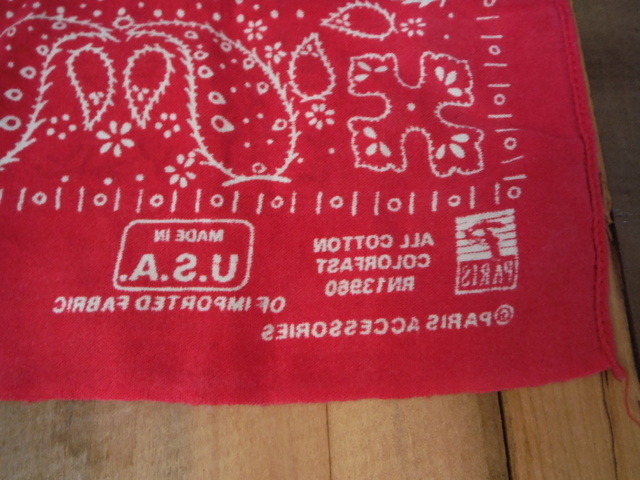 PARIS
ALL COTTON
COLORFAST
RN13960
MADE IN
U.S.A.
OF IMPORTED FABRIC
©PARIS ACCESSORIES